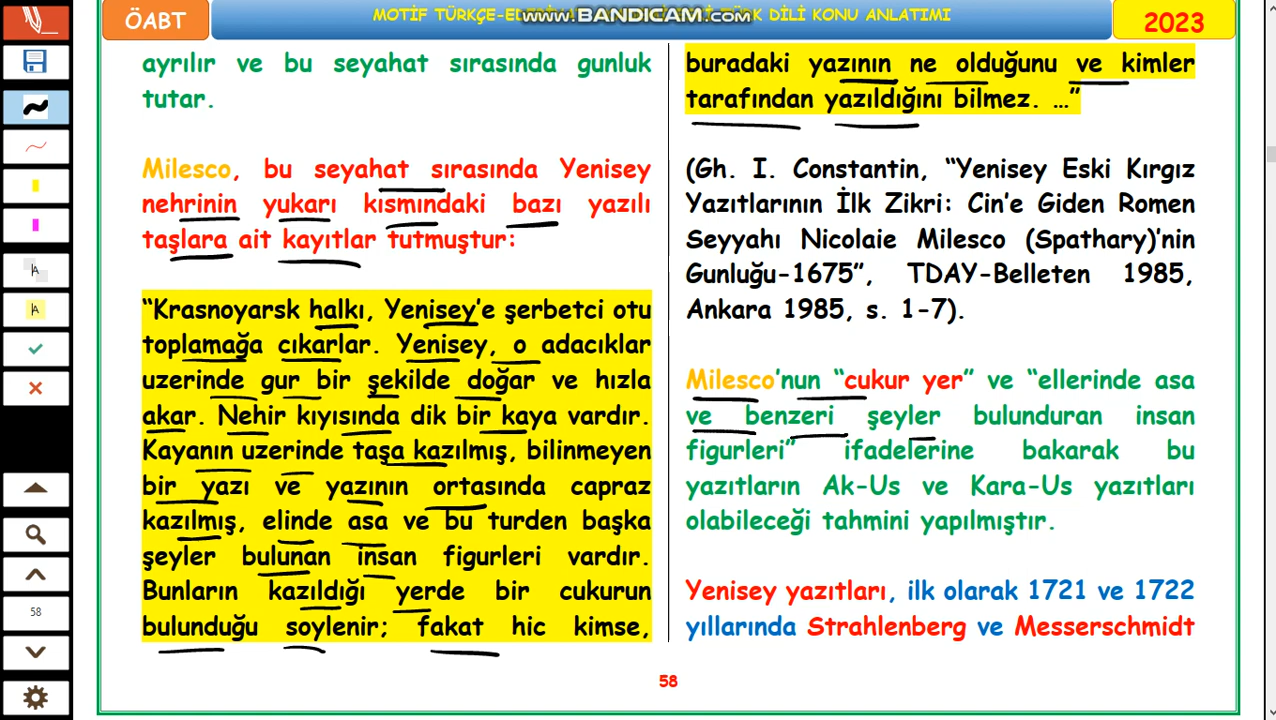 ÖABT
MOTİF TÜRKÇE-EDE
www.BANDICAM.com
TÜRK DİLİ KONU ANLATIMI
2023
ayrılır ve bu seyahat sırasında gunluk
tutar.
Milesco, bu seyahat sırasında Yenisey
nehrinin yukarı kısmındaki bazı yazılı
taşlara ait kayıtlar tutmuştur:
“Krasnoyarsk halkı, Yenisey’e şerbetci otu
toplamağa cıkarlar. Yenisey, o adacıklar
uzerinde gur bir şekilde doğar ve hızla
akar. Nehir kıyısında dik bir kaya vardır.
Kayanın uzerinde taşa kazılmış, bilinmeyen
bir yazı ve yazının ortasında capraz
kazılmış, elinde asa ve bu turden başka
şeyler bulunan insan figurleri vardır.
Bunların kazıldığı yerde bir cukurun
bulunduğu soylenir; fakat hic kimse,
buradaki yazının ne olduğunu ve kimler
tarafından yazıldığını bilmez. …”
(Gh. I. Constantin, “Yenisey Eski Kırgız
Yazıtlarının İlk Zikri: Cin’e Giden Romen
Seyyahı Nicolaie Milesco (Spathary)’nin
Gunluğu-1675”, TDAY-Belleten 1985,
Ankara 1985, s. 1-7).
Milesco’nun “cukur yer” ve “ellerinde asa
ve benzeri şeyler bulunduran insan
figurleri” ifadelerine bakarak bu
yazıtların Ak-Us ve Kara-Us yazıtları
olabileceği tahmini yapılmıştır.
Yenisey yazıtları, ilk olarak 1721 ve 1722
yıllarında Strahlenberg ve Messerschmidt
58
A
A
58